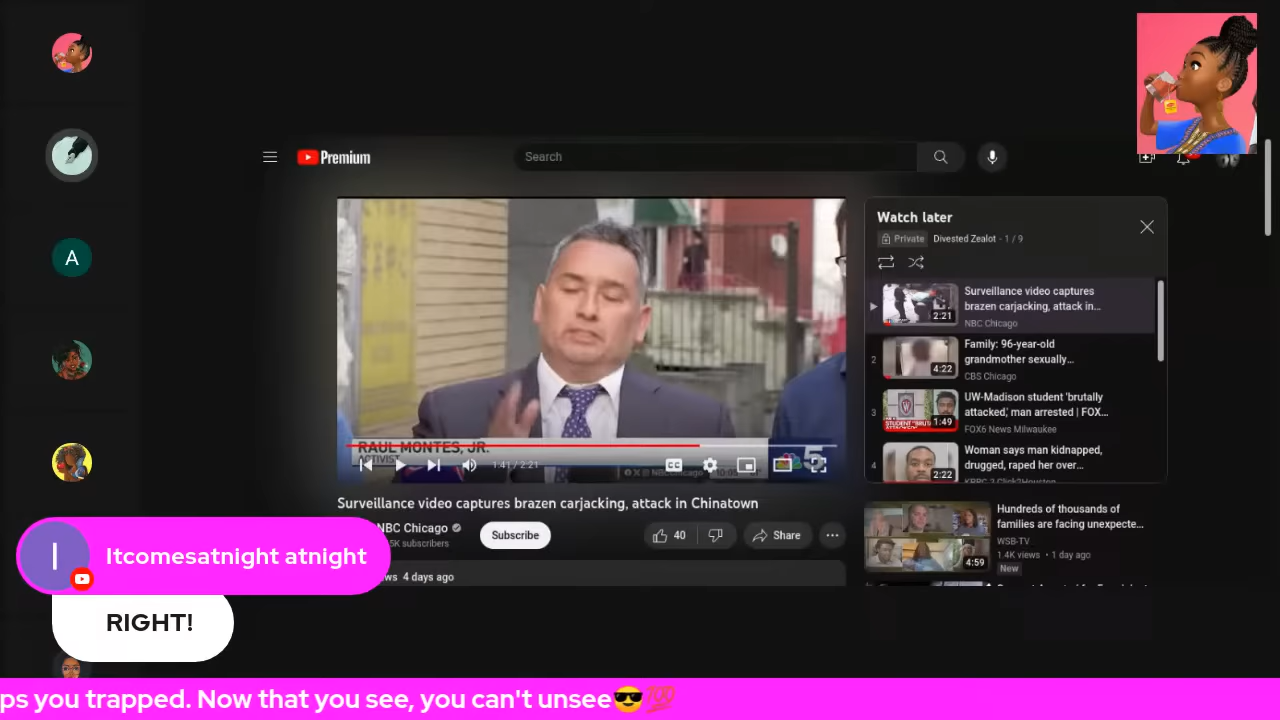 Premium
Search
Watch later
Private Divested Zealot - 1 / 9
Surveillance video captures
brazen carjacking, attack in...
NBC Chicago
2:21
2
Family: 96-year-old
grandmother sexually...
CBS Chicago
4:22
3
UW-Madison student 'brutally
attacked,' man arrested | FOX...
FOX6 News Milwaukee
1:49
4
Woman says man kidnapped,
drugged, raped her over...
2:22
RAUL MONTES, JR.
ACTIVIST
1:41 / 2:21
CC
5
Surveillance video captures brazen carjacking, attack in Chinatown
NBC Chicago
5K subscribers
Subscribe
40
Share
4 days ago
Hundreds of thousands of
families are facing unexpecte...
WSB-TV
1.4K views • 1 day ago
New
4:59
A
I
Itcomesatnight atnight
RIGHT!
ps you trapped. Now that you see, you can't unsee😎💯